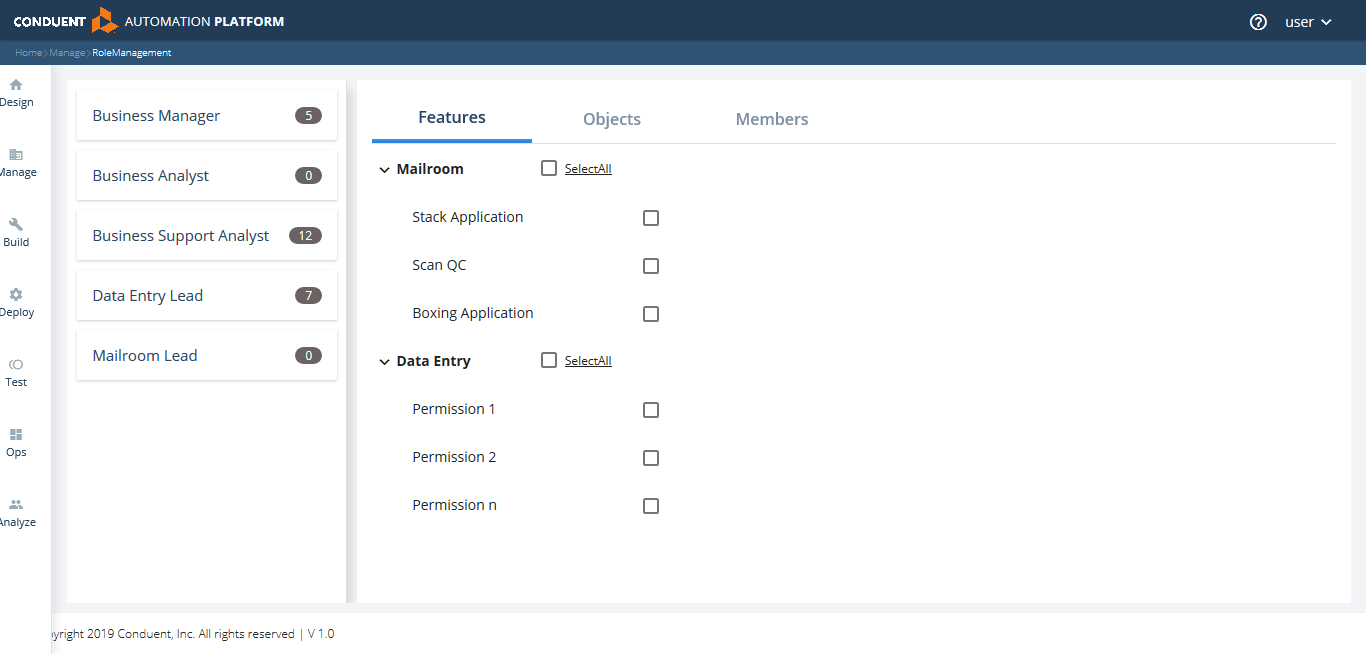 CONDUENT AUTOMATION PLATFORM
user
Home › Manage › RoleManagement
Design
Manage
Build
Deploy
Test
Ops
Analyze
Business Manager 5
Business Analyst 0
Business Support Analyst 12
Data Entry Lead 7
Mailroom Lead 0
Features Objects Members
Mailroom SelectAll
Stack Application
Scan QC
Boxing Application
Data Entry SelectAll
Permission 1
Permission 2
Permission n
yright 2019 Conduent, Inc. All rights reserved | V 1.0